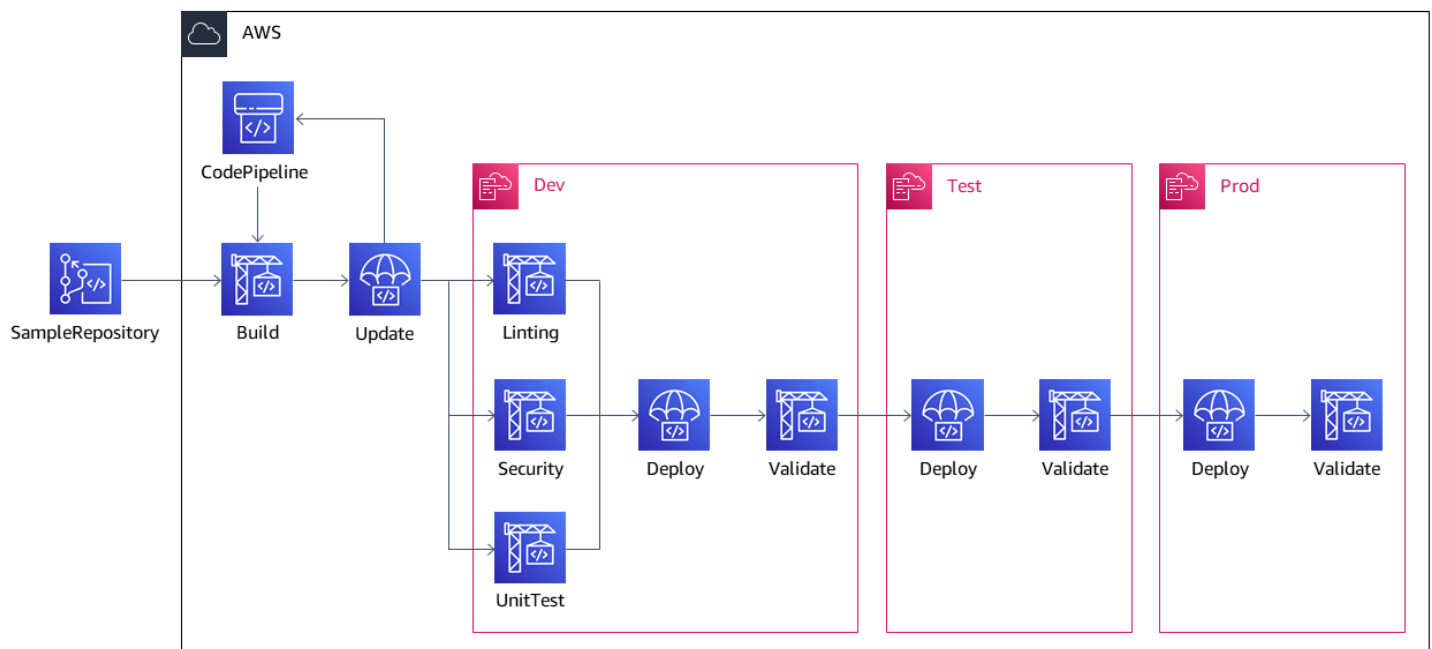 AWS
CodePipeline
Dev
Test
Prod
SampleRepository
Build
Update
Linting
Security
Deploy
Validate
Deploy
Validate
Deploy
Validate
UnitTest